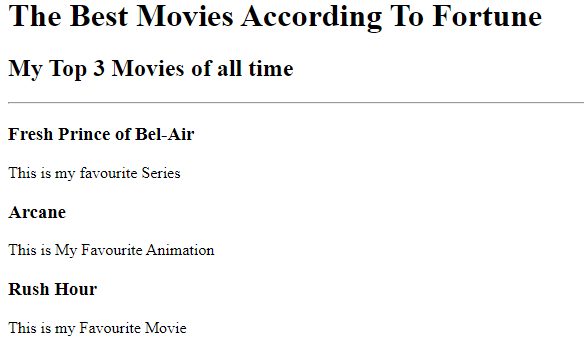 The Best Movies According To Fortune
My Top 3 Movies of all time
Fresh Prince of Bel-Air
This is my favourite Series
Arcane
This is My Favourite Animation
Rush Hour
This is my Favourite Movie